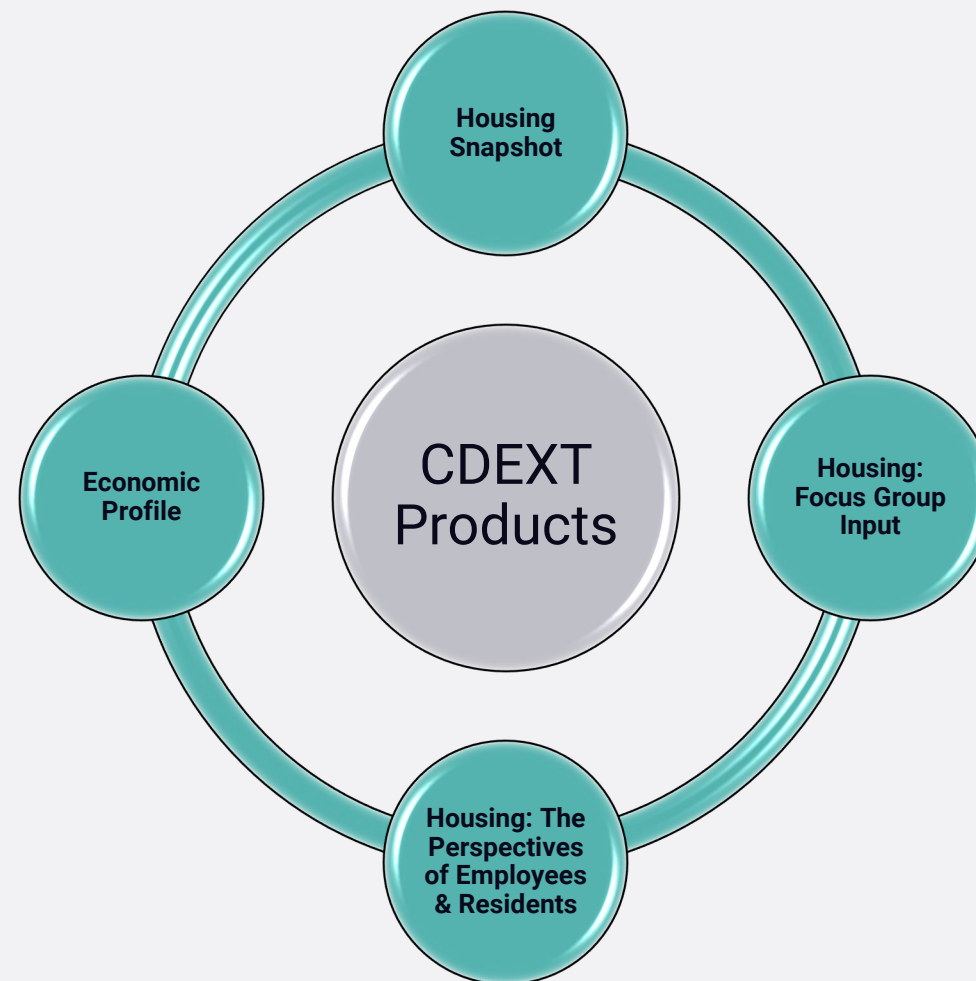 Housing
Snapshot
Economic
Profile
CDEXT
Products
Housing:
Focus Group
Input
Housing: The
Perspectives
of Employees
& Residents